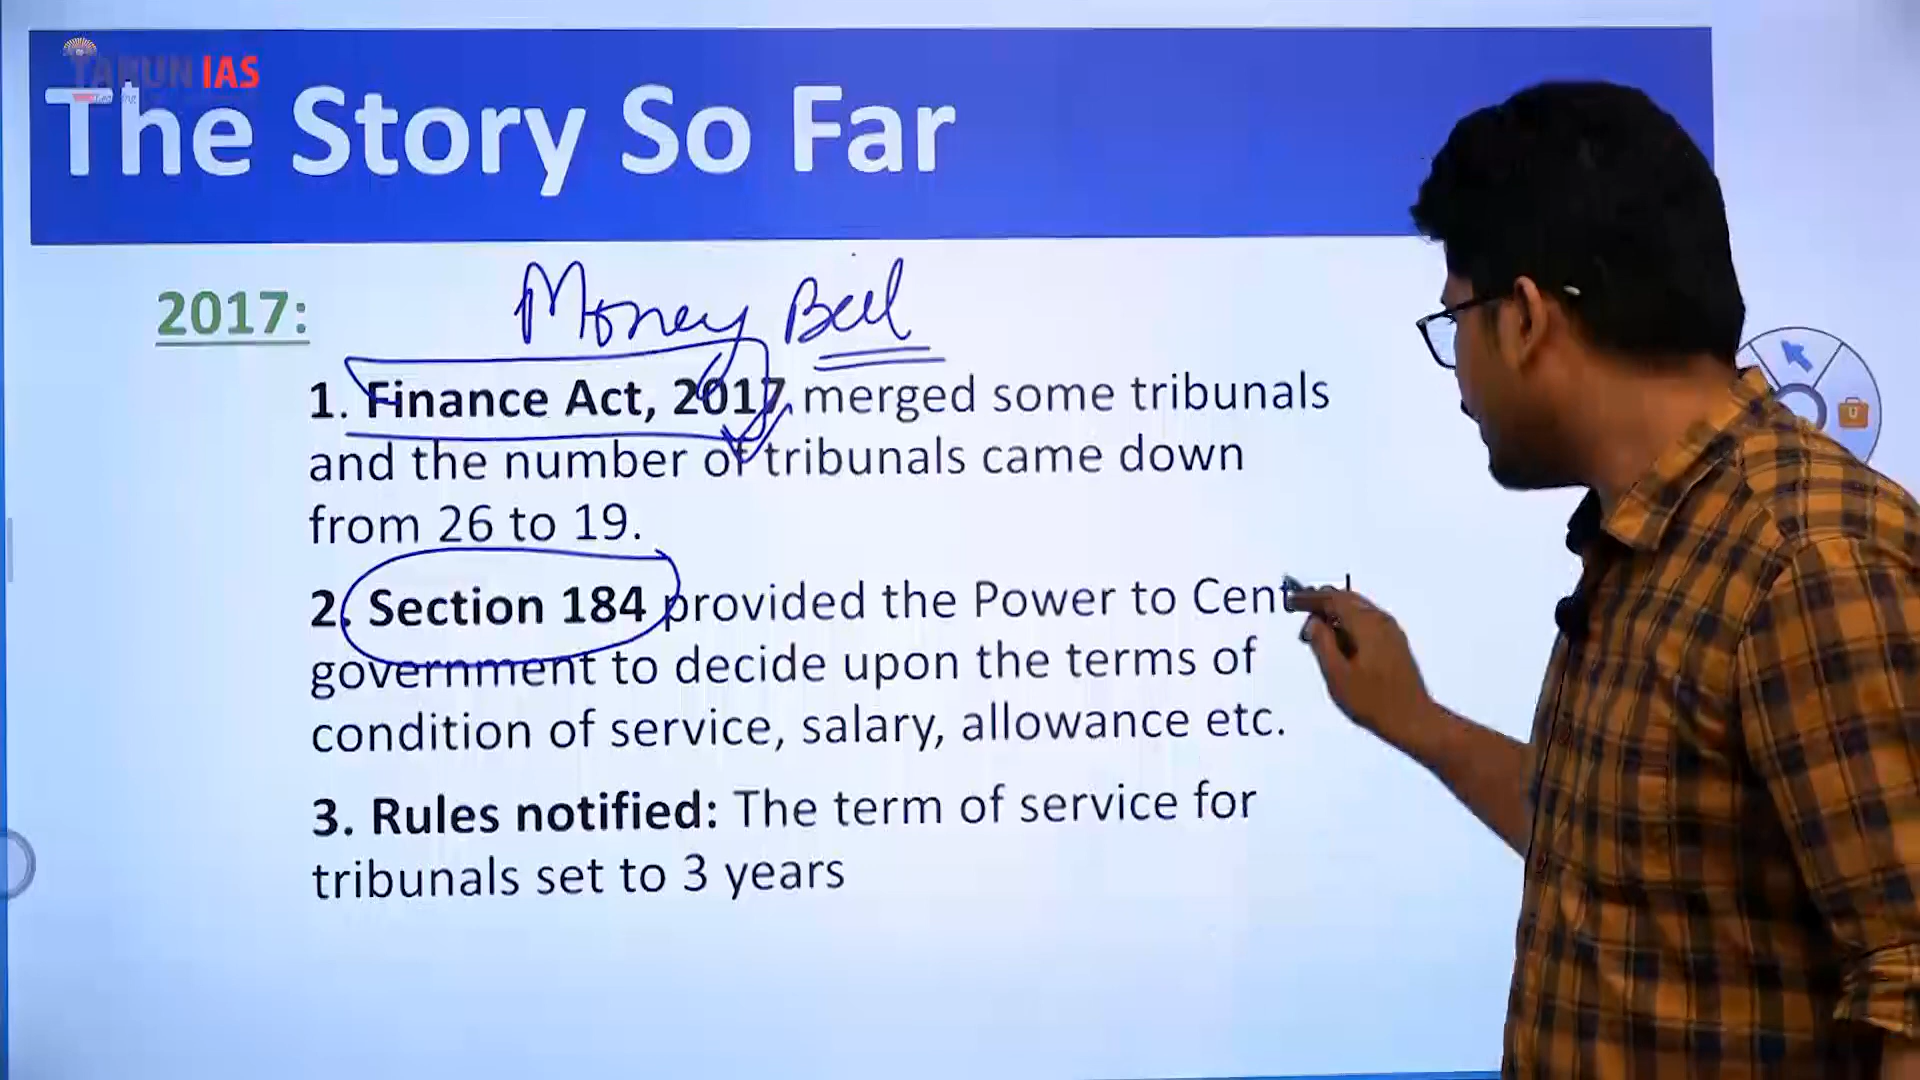 TARUN IAS
The Story So Far
2017:
Money Bill
1. Finance Act, 2017, merged some tribunals
and the number of tribunals came down
from 26 to 19.
2. Section 184 provided the Power to Central
government to decide upon the terms of
condition of service, salary, allowance etc.
3. Rules notified: The term of service for
tribunals set to 3 years